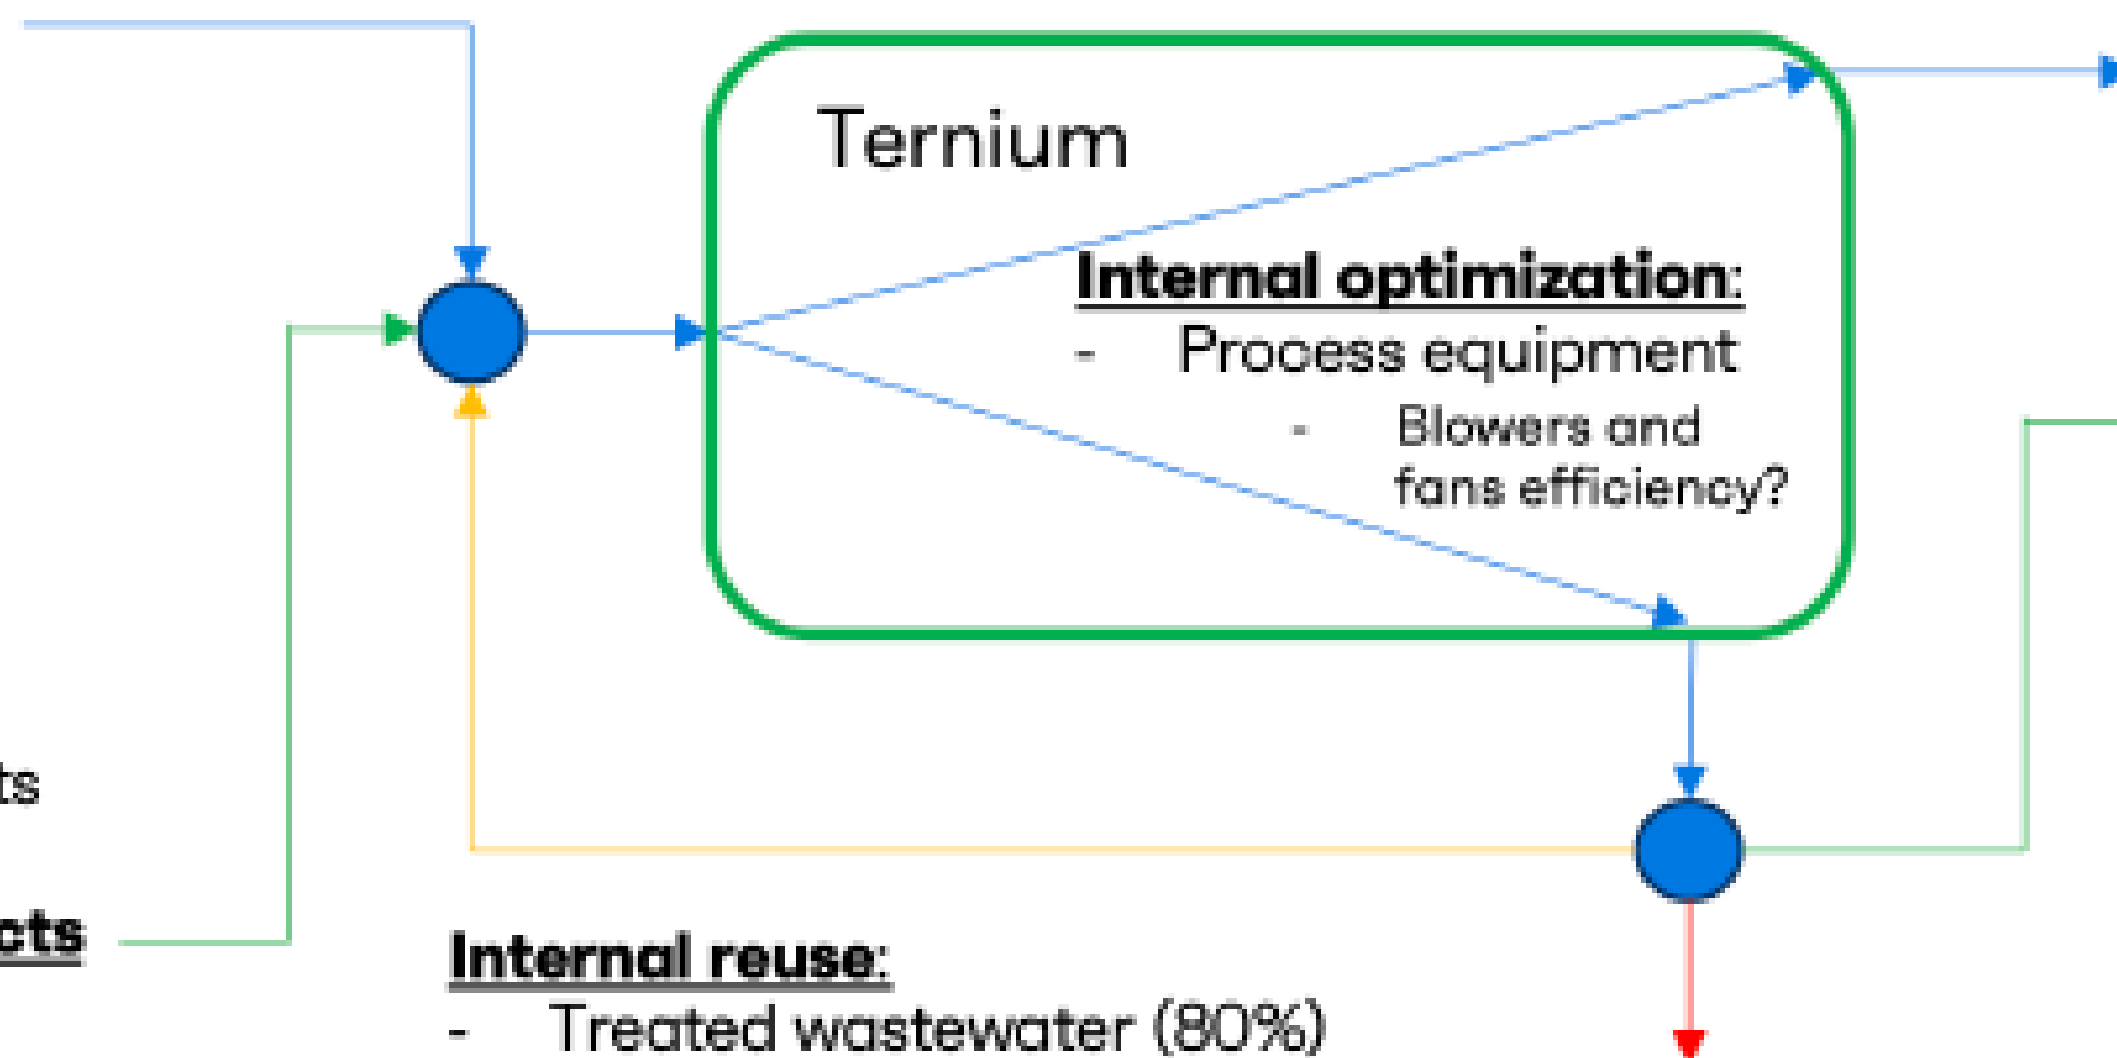 Ternium
Internal optimization:
- Process equipment
- Blowers and
fans efficiency?
ts
cts
Internal reuse:
- Treated wastewater (80%)